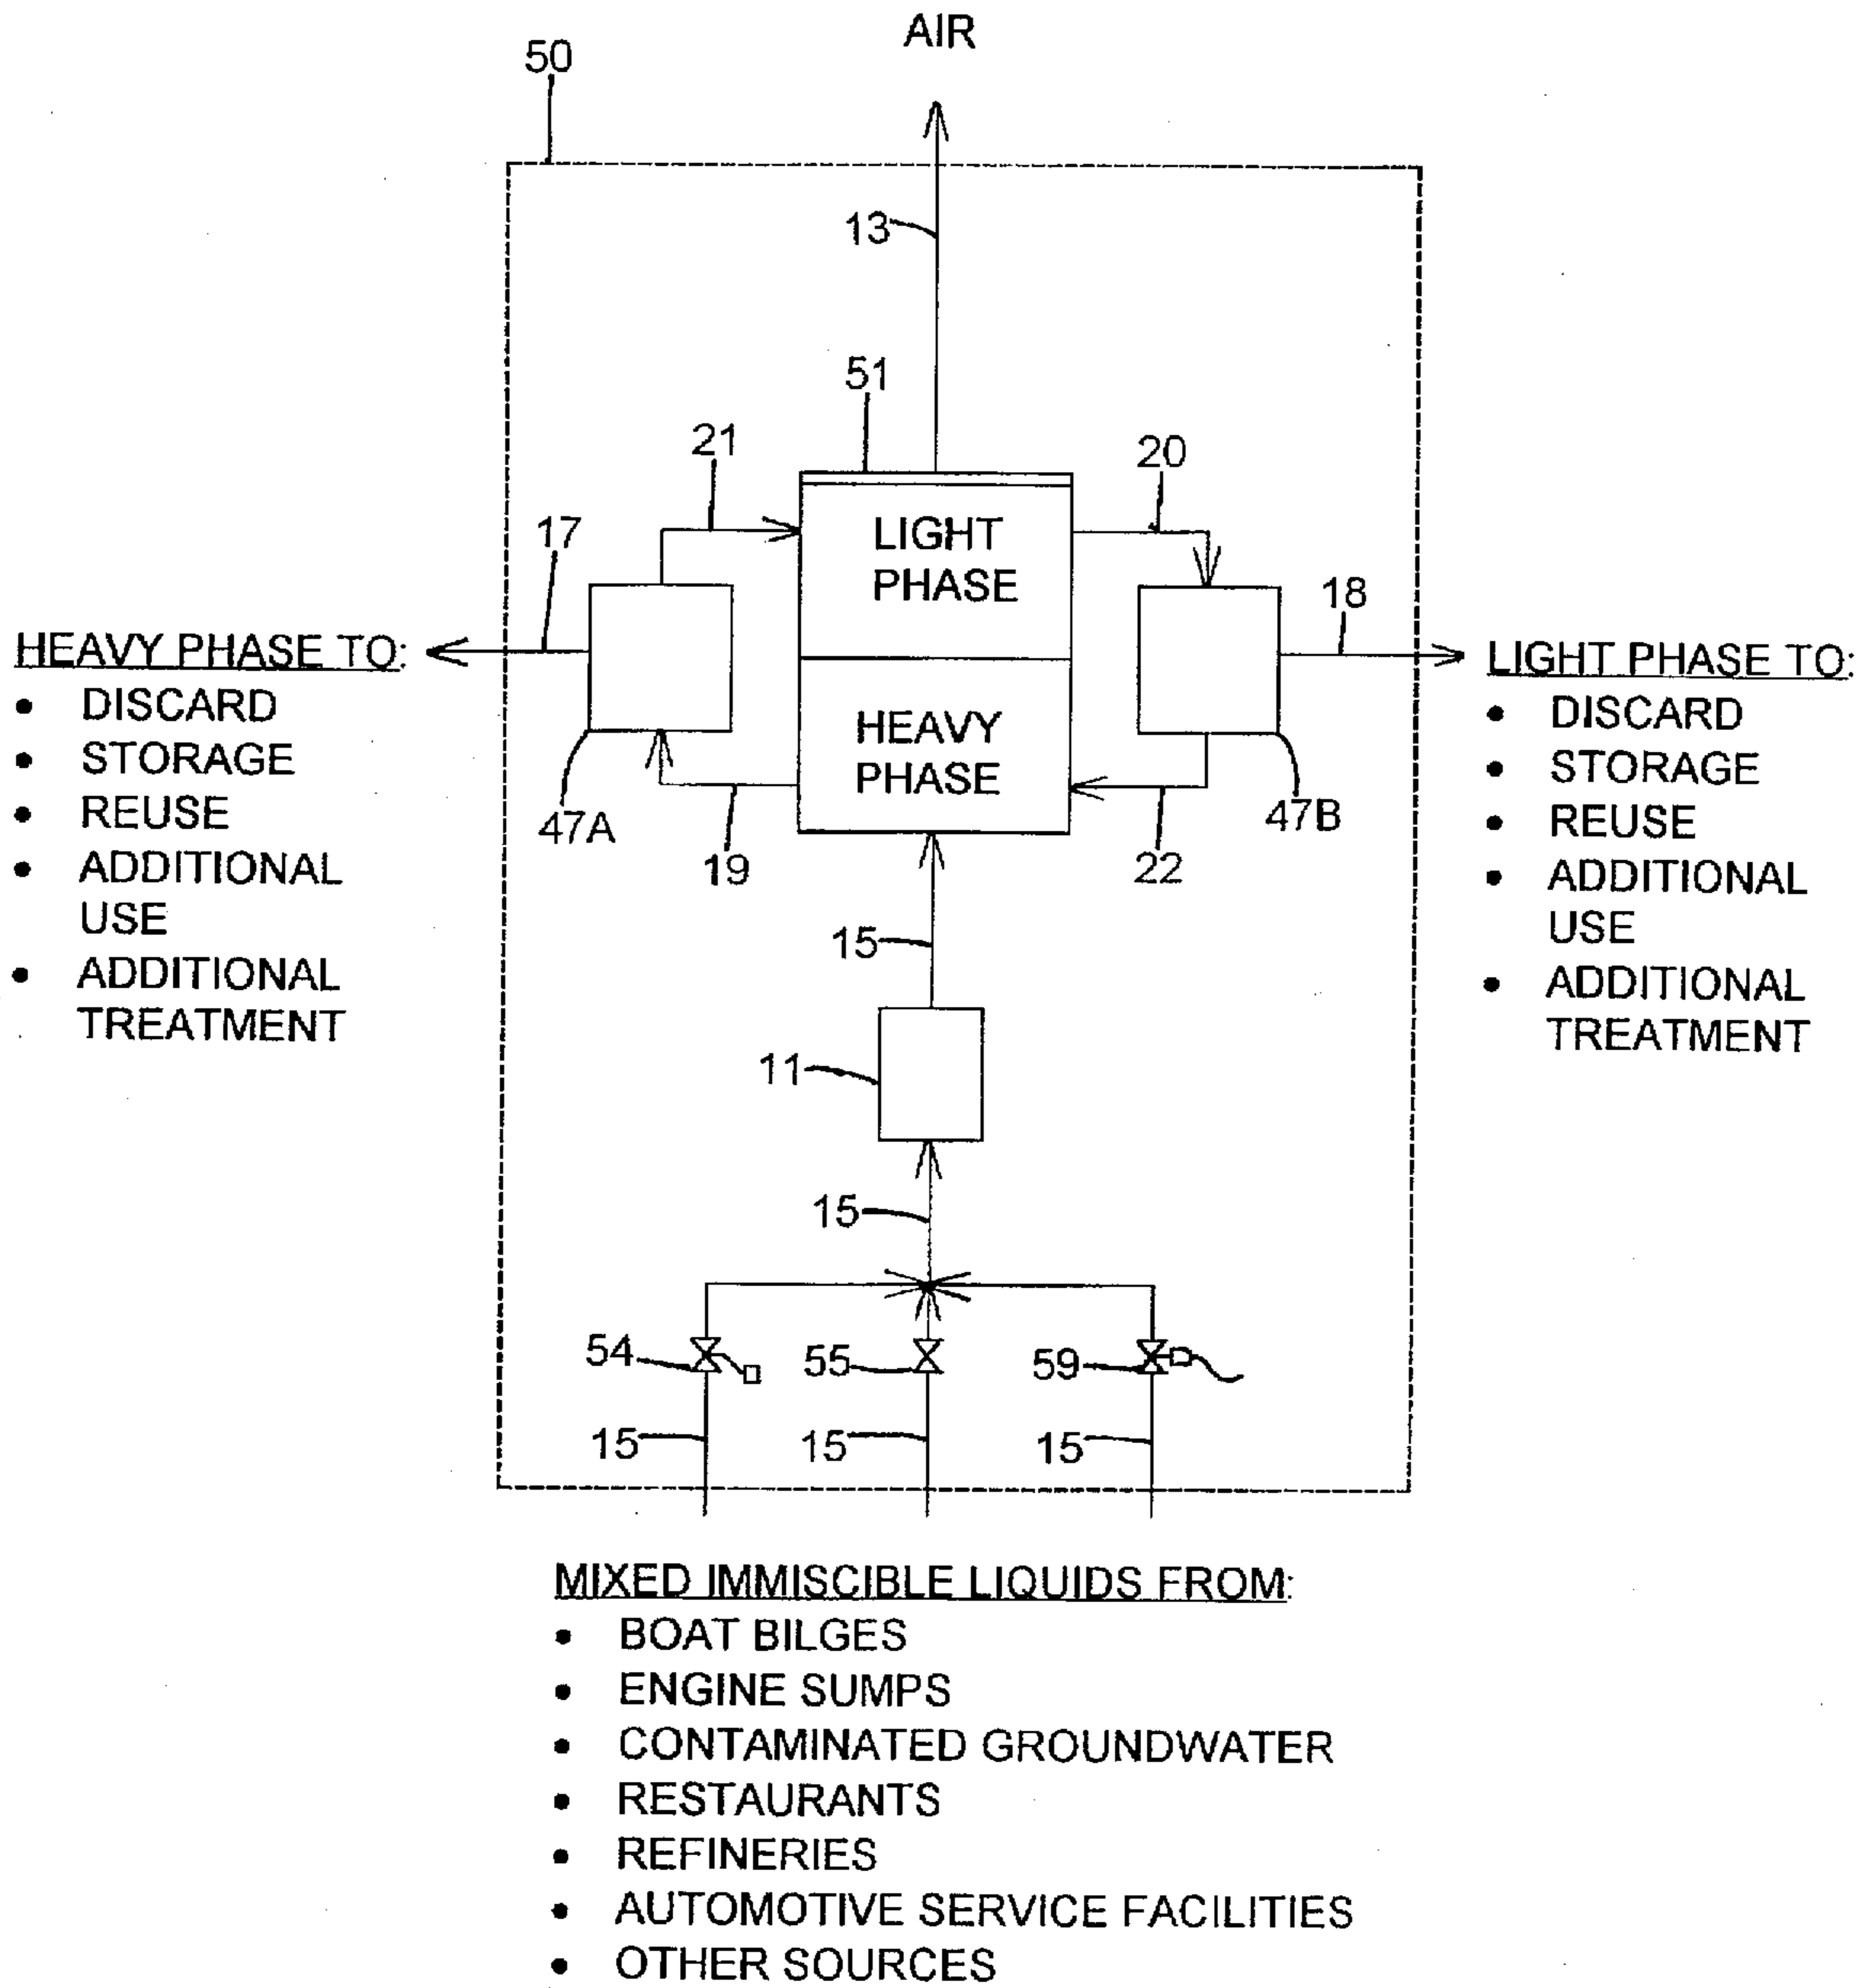 AIR
50
13
51
21
20
17
18
LIGHT
PHASE
HEAVY PHASE TO:
• DISCARD
• STORAGE
• REUSE
• ADDITIONAL
USE
• ADDITIONAL
TREATMENT
HEAVY
PHASE
LIGHT PHASE TO:
• DISCARD
• STORAGE
• REUSE
• ADDITIONAL
USE
• ADDITIONAL
TREATMENT
47A
47B
19
22
15
11
15
54
55
59
15
15
15
MIXED IMMISCIBLE LIQUIDS FROM:
• BOAT BILGES
• ENGINE SUMPS
• CONTAMINATED GROUNDWATER
• RESTAURANTS
• REFINERIES
• AUTOMOTIVE SERVICE FACILITIES
• OTHER SOURCES